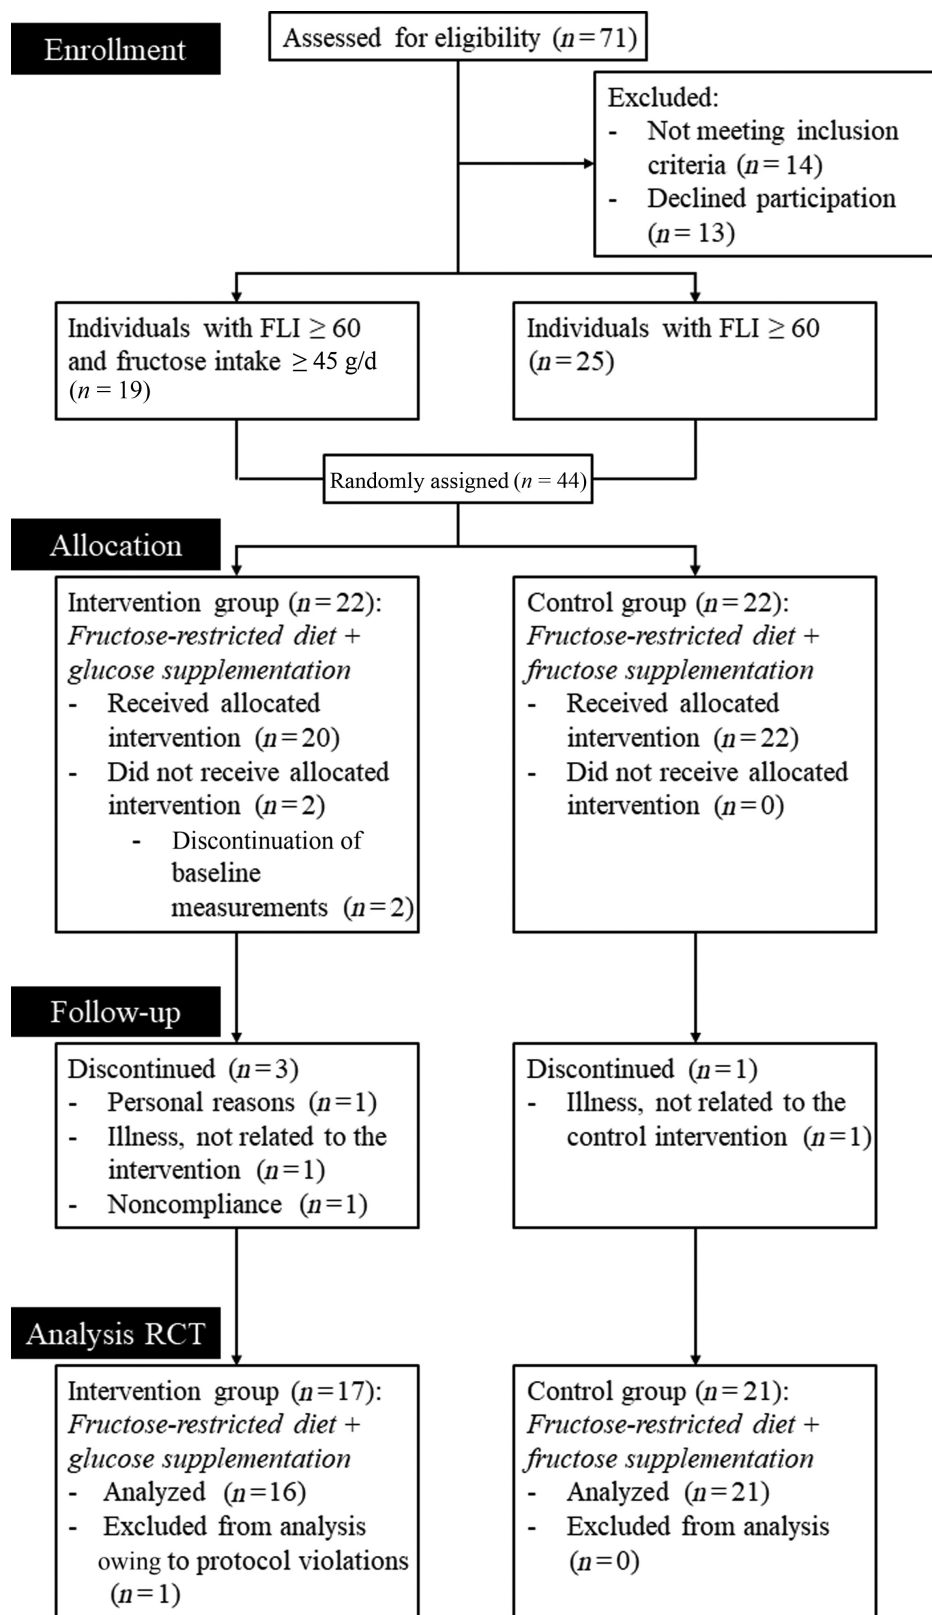 Enrollment
Assessed for eligibility (n=71)
Excluded:
- Not meeting inclusion
criteria (n=14)
- Declined participation
(n=13)
Individuals with FLI ≥ 60
and fructose intake ≥ 45 g/d
(n = 19)
Individuals with FLI ≥ 60
(n=25)
Randomly assigned (n = 44)
Allocation
Intervention group (n=22):
Fructose-restricted diet +
glucose supplementation
- Received allocated
intervention (n=20)
- Did not receive allocated
intervention (n=2)
- Discontinuation of
baseline
measurements (n=2)
Control group (n=22):
Fructose-restricted diet +
fructose supplementation
- Received allocated
intervention (n=22)
- Did not receive allocated
intervention (n=0)
Follow-up
Discontinued (n=3)
- Personal reasons (n=1)
- Illness, not related to the
intervention (n=1)
- Noncompliance (n=1)
Discontinued (n=1)
- Illness, not related to the
control intervention (n=1)
Analysis RCT
Intervention group (n=17):
Fructose-restricted diet +
glucose supplementation
- Analyzed (n=16)
- Excluded from analysis
owing to protocol violations
(n=1)
Control group (n=21):
Fructose-restricted diet +
fructose supplementation
- Analyzed (n=21)
- Excluded from analysis
(n=0)